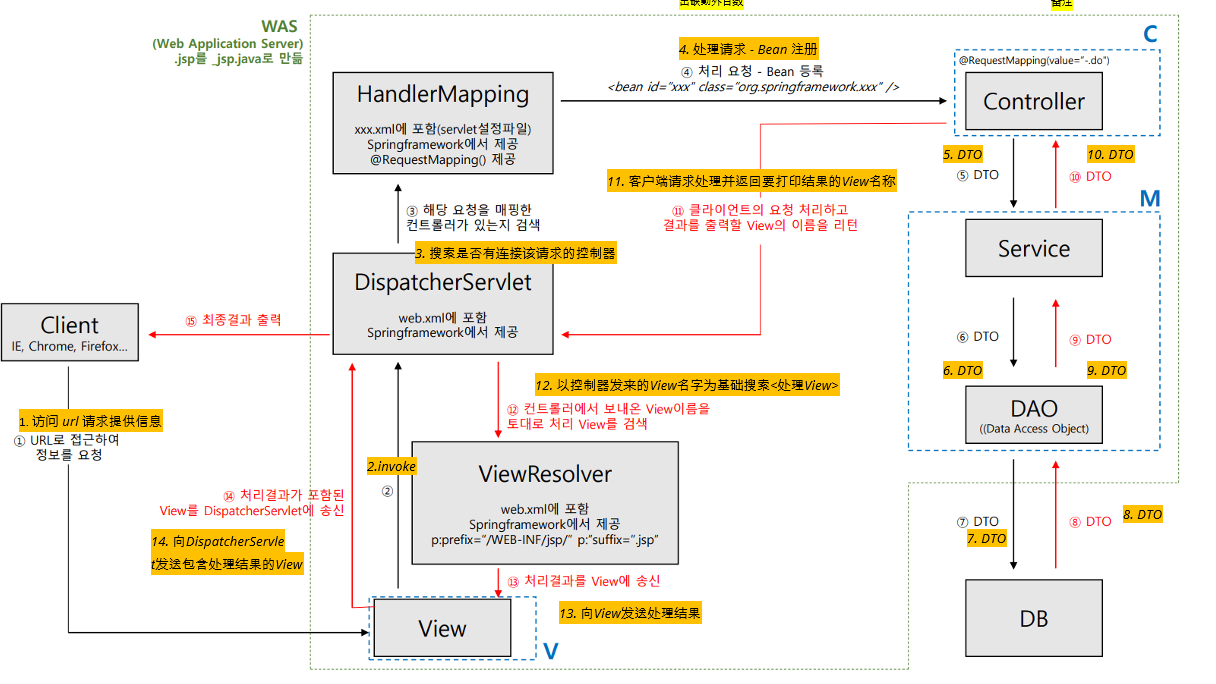 出缺勤外日数
备注
WAS
(Web Application Server)
.jsp를 _jsp.java로 만듦
C
4. 处理请求 - Bean 注册
④ 처리 요청 - Bean 등록
<bean id="xxx" class="org.springframework.xxx" />
@RequestMapping(value="-.do")
Controller
HandlerMapping
xxx.xml에 포함(servlet설정파일)
Springframework에서 제공
@RequestMapping() 제공
5. DTO
⑤ DTO
10. DTO
⑩ DTO
11. 客户端请求处理并返回要打印结果的View名称
⑪ 클라이언트의 요청 처리하고
결과를 출력할 View의 이름을 리턴
M
③ 해당 요청을 매핑한
컨트롤러가 있는지 검색
3. 搜索是否有连接该请求的控制器
Service
DispatcherServlet
web.xml에 포함
Springframework에서 제공
⑮ 최종결과 출력
Client
IE, Chrome, Firefox...
⑥ DTO
6. DTO
⑨ DTO
9. DTO
12. 以控制器发来的View名字为基础搜索<处理View>
⑫ 컨트롤러에서 보내온 View이름을
토대로 처리 View를 검색
DAO
((Data Access Object)
1. 访问 url 请求提供信息
① URL로 접근하여
정보를 요청
2.invoke
②
ViewResolver
web.xml에 포함
Springframework에서 제공
p:prefix="/WEB-INF/jsp/" p:"suffix=".jsp"
⑭ 처리결과가 포함된
View를 DispatcherServlet에 송신
14. 向DispatcherServle
t发送包含处理结果的View
⑦ DTO
7. DTO
⑧ DTO
8. DTO
⑬ 처리결과를 View에 송신
13. 向View发送处理结果
View
V
DB